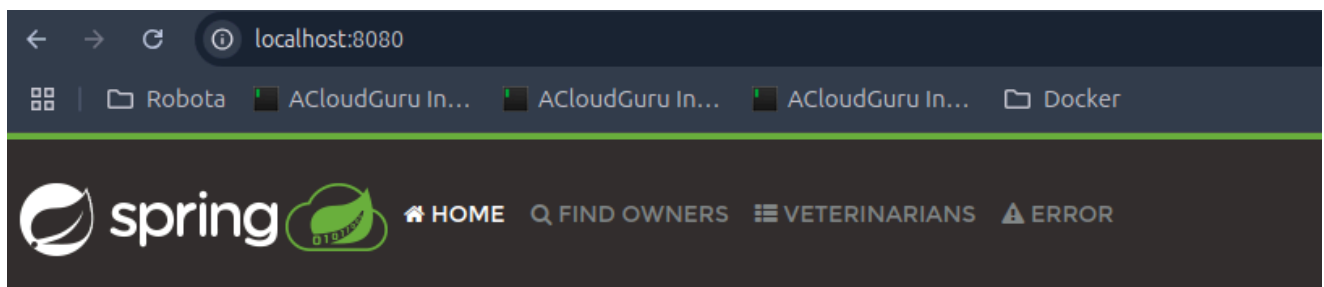 localhost:8080
Robota ACloudGuru In... ACloudGuru In... ACloudGuru In... Docker
spring HOME FIND OWNERS VETERINARIANS ERROR